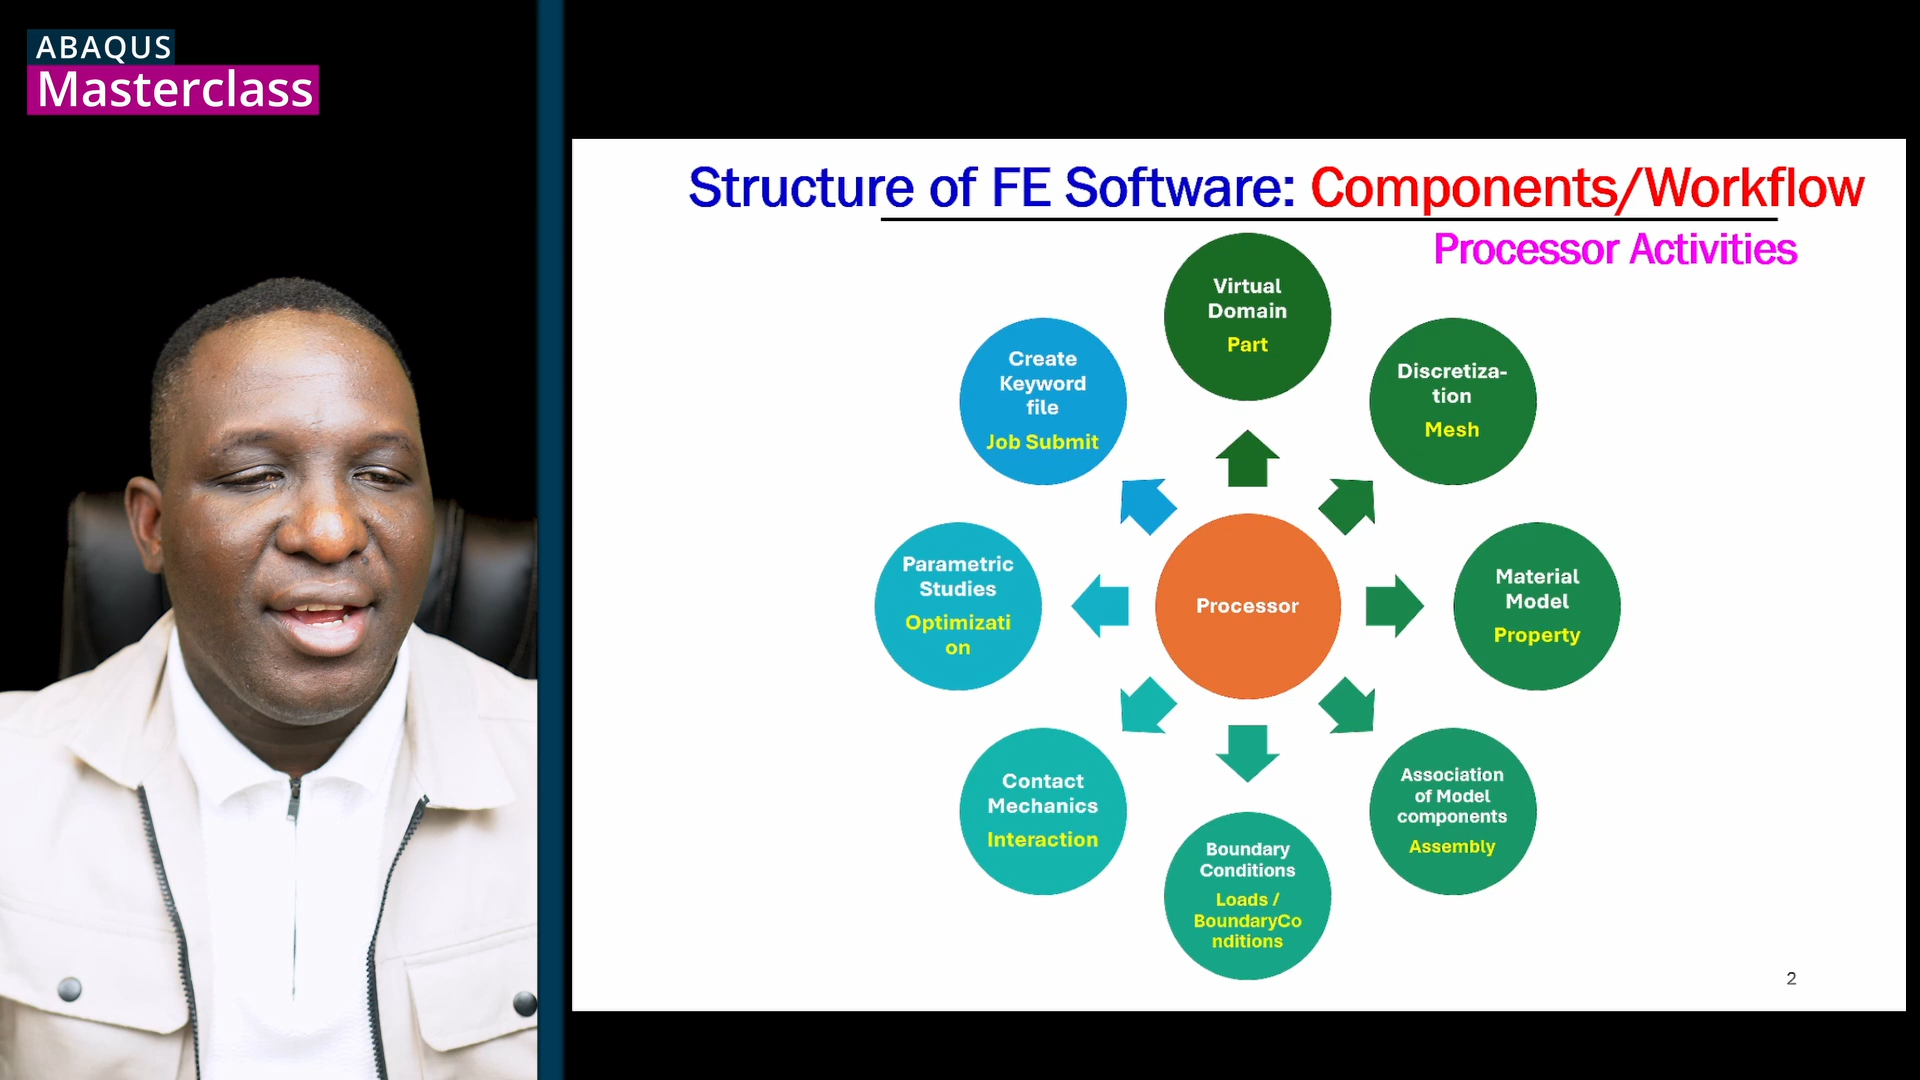 ABAQUS
Masterclass
Structure of FE Software: Components/Workflow
Processor Activities
Virtual
Domain
Part
Discretiza-
tion
Mesh
Material
Model
Property
Association
of Model
components
Assembly
Boundary
Conditions
Loads /
BoundaryCo
nditions
Contact
Mechanics
Interaction
Parametric
Studies
Optimizati
on
Create
Keyword
file
Job Submit
Processor
2